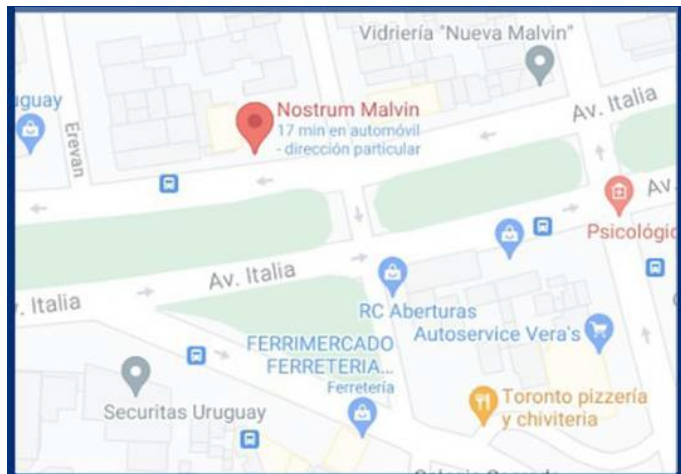 Vidriería "Nueva Malvin"
uguay
Nostrum Malvin
17 min en automóvil
- dirección particular
Av. Italia
Erevan
Av.
Psicológic
Av. Italia
. Italia
RC Aberturas
Autoservice Vera's
FERRIMERCADO
FERRETERIA...
Ferretería
Toronto pizzería
y chiviteria
Securitas Uruguay